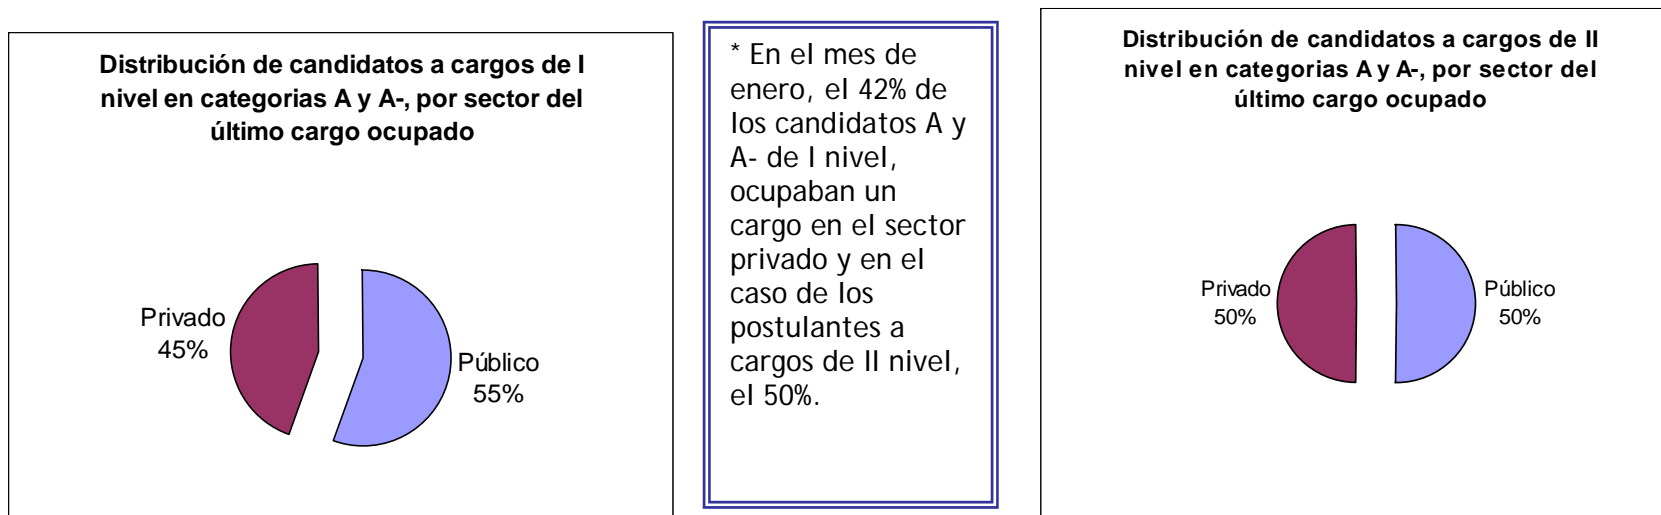 Distribución de candidatos a cargos de I
nivel en categorias A y A-, por sector del
último cargo ocupado
Privado
45%
Público
55%
* En el mes de
enero, el 42% de
los candidatos A y
A- de I nivel,
ocupaban un
cargo en el sector
privado y en el
caso de los
postulantes a
cargos de II nivel,
el 50%.
Distribución de candidatos a cargos de II
nivel en categorias A y A-, por sector del
último cargo ocupado
Privado
50%
Público
50%